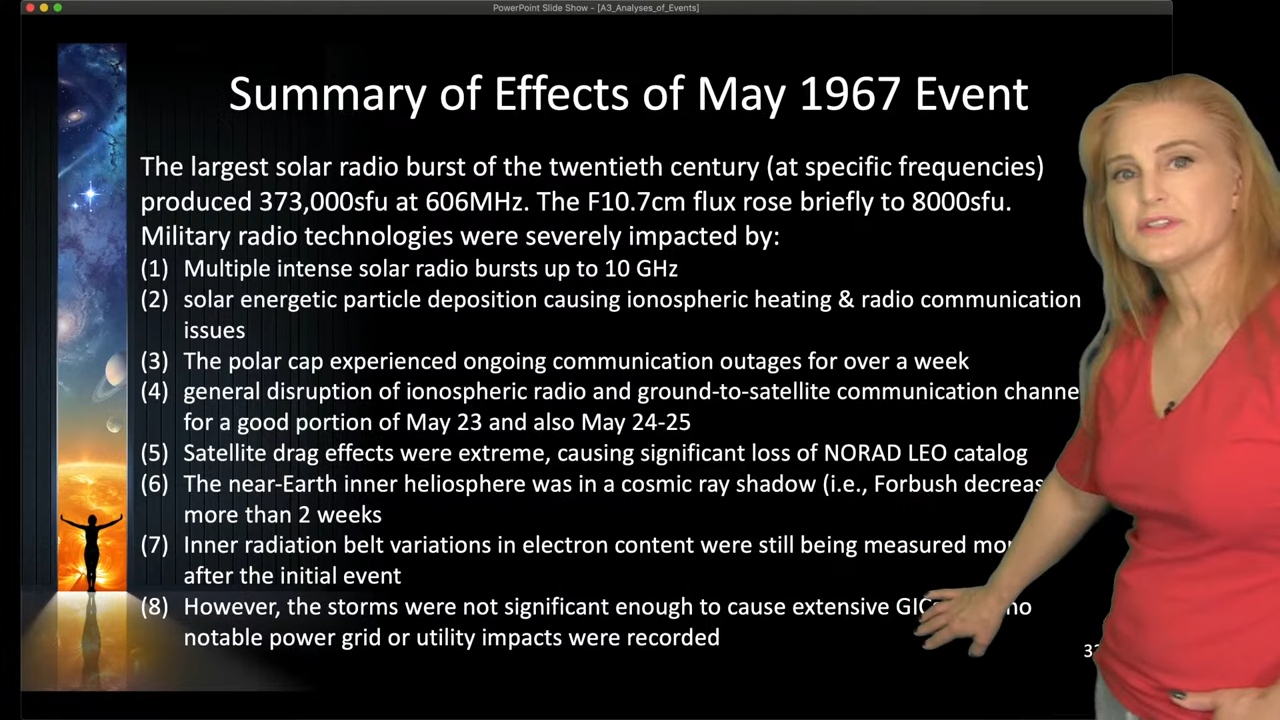 PowerPoint Slide Show - [A3_Analyses_of_Events]
Summary of Effects of May 1967 Event
The largest solar radio burst of the twentieth century (at specific frequencies)
produced 373,000sfu at 606MHz. The F10.7cm flux rose briefly to 8000sfu.
Military radio technologies were severely impacted by:
(1) Multiple intense solar radio bursts up to 10 GHz
(2) solar energetic particle deposition causing ionospheric heating & radio communication
issues
(3) The polar cap experienced ongoing communication outages for over a week
(4) general disruption of ionospheric radio and ground-to-satellite communication
for a good portion of May 23 and also May 24-25
(5) Satellite drag effects were extreme, causing significant loss of NORAD LEO catalog
(6) The near-Earth inner heliosphere was in a cosmic ray shadow (i.e., Forbush
more than 2 weeks
(7) Inner radiation belt variations in electron content were still being measured
after the initial event
(8) However, the storms were not significant enough to cause extensive no
notable power grid or utility impacts were recorded